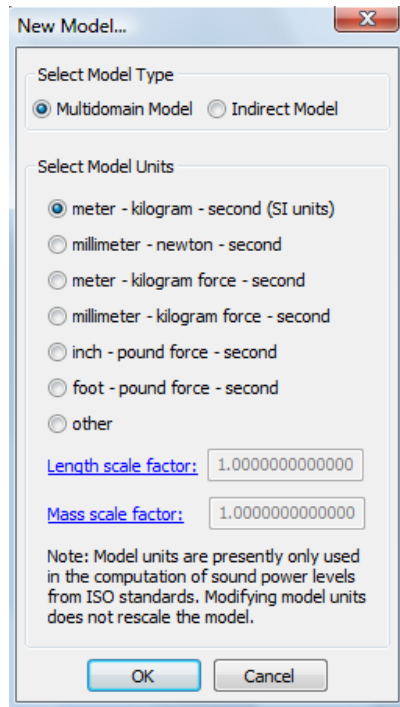 New Model...
Select Model Type
Multidomain Model Indirect Model
Select Model Units
meter - kilogram - second (SI units)
millimeter - newton - second
meter - kilogram force - second
millimeter - kilogram force - second
inch - pound force - second
foot - pound force - second
other
Length scale factor: 1.0000000000000
Mass scale factor: 1.0000000000000
Note: Model units are presently only used
in the computation of sound power levels
from ISO standards. Modifying model units
does not rescale the model.
OK Cancel